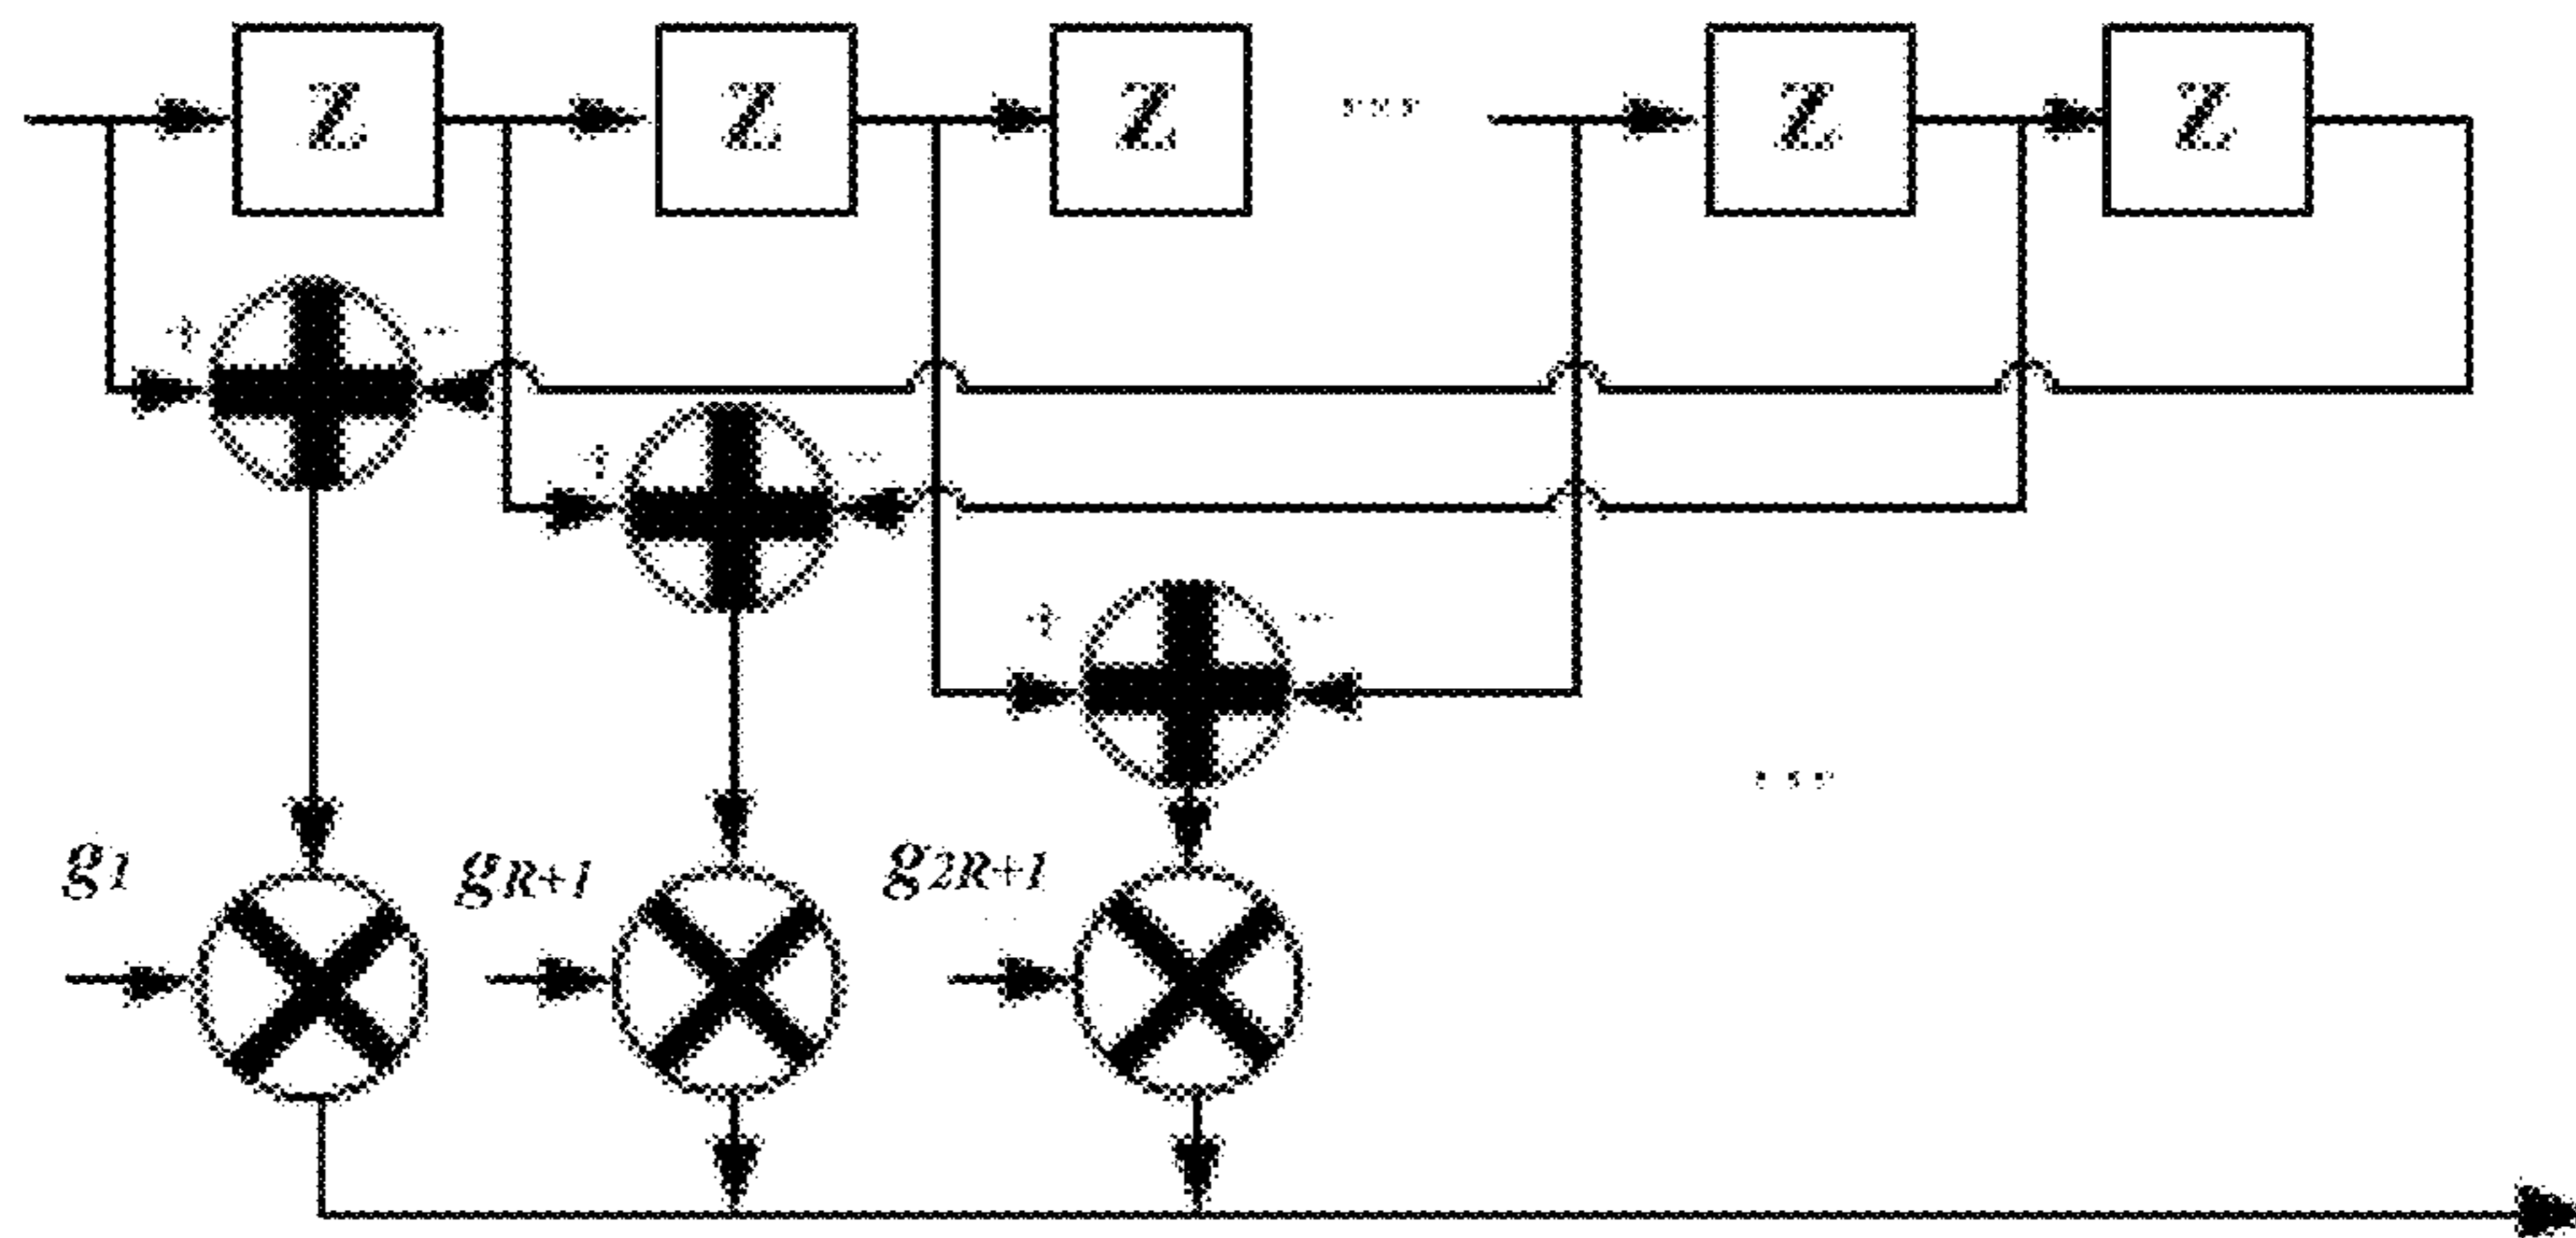 Z Z Z ... Z Z
+ -
+ -
+ -
...
g1 gR+1 g2R+1